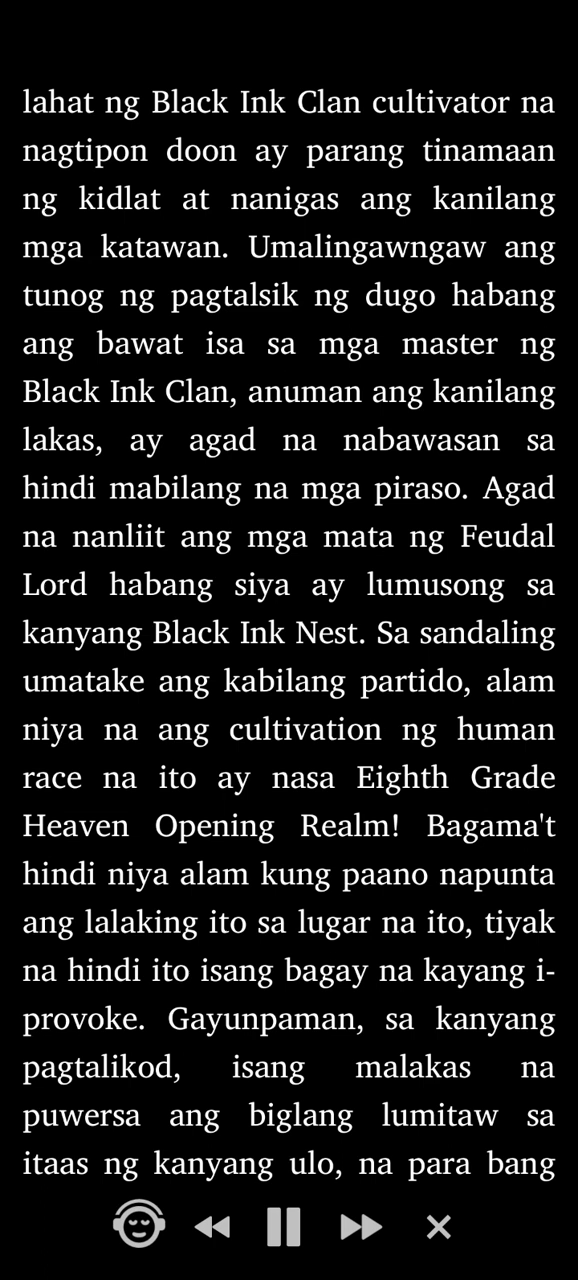 lahat ng Black Ink Clan cultivator na
nagtipon doon ay parang tinamaan
ng kidlat at nanigas ang kanilang
mga katawan. Umalingawngaw ang
tunog ng pagtalsik ng dugo habang
ang bawat isa sa mga master ng
Black Ink Clan, anuman ang kanilang
lakas, ay agad na nabawasan sa
hindi mabilang na mga piraso. Agad
na nanliit ang mga mata ng Feudal
Lord habang siya ay lumusong sa
kanyang Black Ink Nest. Sa sandaling
umatake ang kabilang partido, alam
niya na ang cultivation ng human
race na ito ay nasa Eighth Grade
Heaven Opening Realm! Bagama't
hindi niya alam kung paano napunta
ang lalaking ito sa lugar na ito, tiyak
na hindi ito isang bagay na kayang i-
provoke. Gayunpaman, sa kanyang
pagtalikod, isang malakas na
puwersa ang biglang lumitaw sa
itaas ng kanyang ulo, na para bang